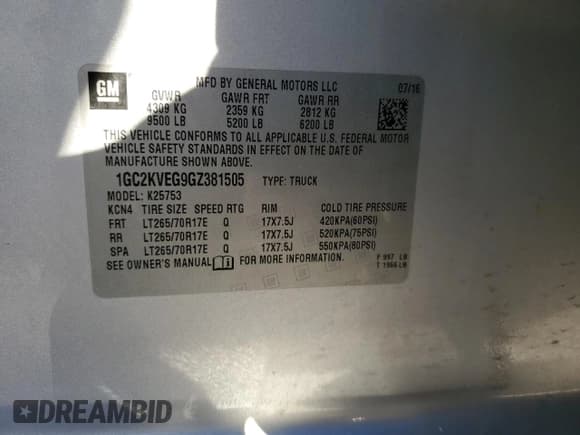 GM
MFD BY GENERAL MOTORS LLC 07/16
GVWR GAWR FRT GAWR RR
4309 KG 2359 KG 2812 KG
9500 LB 5200 LB 6200 LB
THIS VEHICLE CONFORMS TO ALL APPLICABLE U.S. FEDERAL MOTOR
VEHICLE SAFETY STANDARDS IN EFFECT ON THE DATE OF
MANUFACTURE SHOWN ABOVE.
1GC2KVEG9GZ381505 TYPE: TRUCK
MODEL: K25753
KCN4 TIRE SIZE SPEED RTG RIM COLD TIRE PRESSURE
FRT LT265/70R17E Q 17X7.5J 420KPA(60PSI)
RR LT265/70R17E Q 17X7.5J 520KPA(75PSI)
SPA LT265/70R17E Q 17X7.5J 550KPA(80PSI)
SEE OWNER'S MANUAL FOR MORE INFORMATION.
F 997 LB
T 1966 LB
DREAMBID